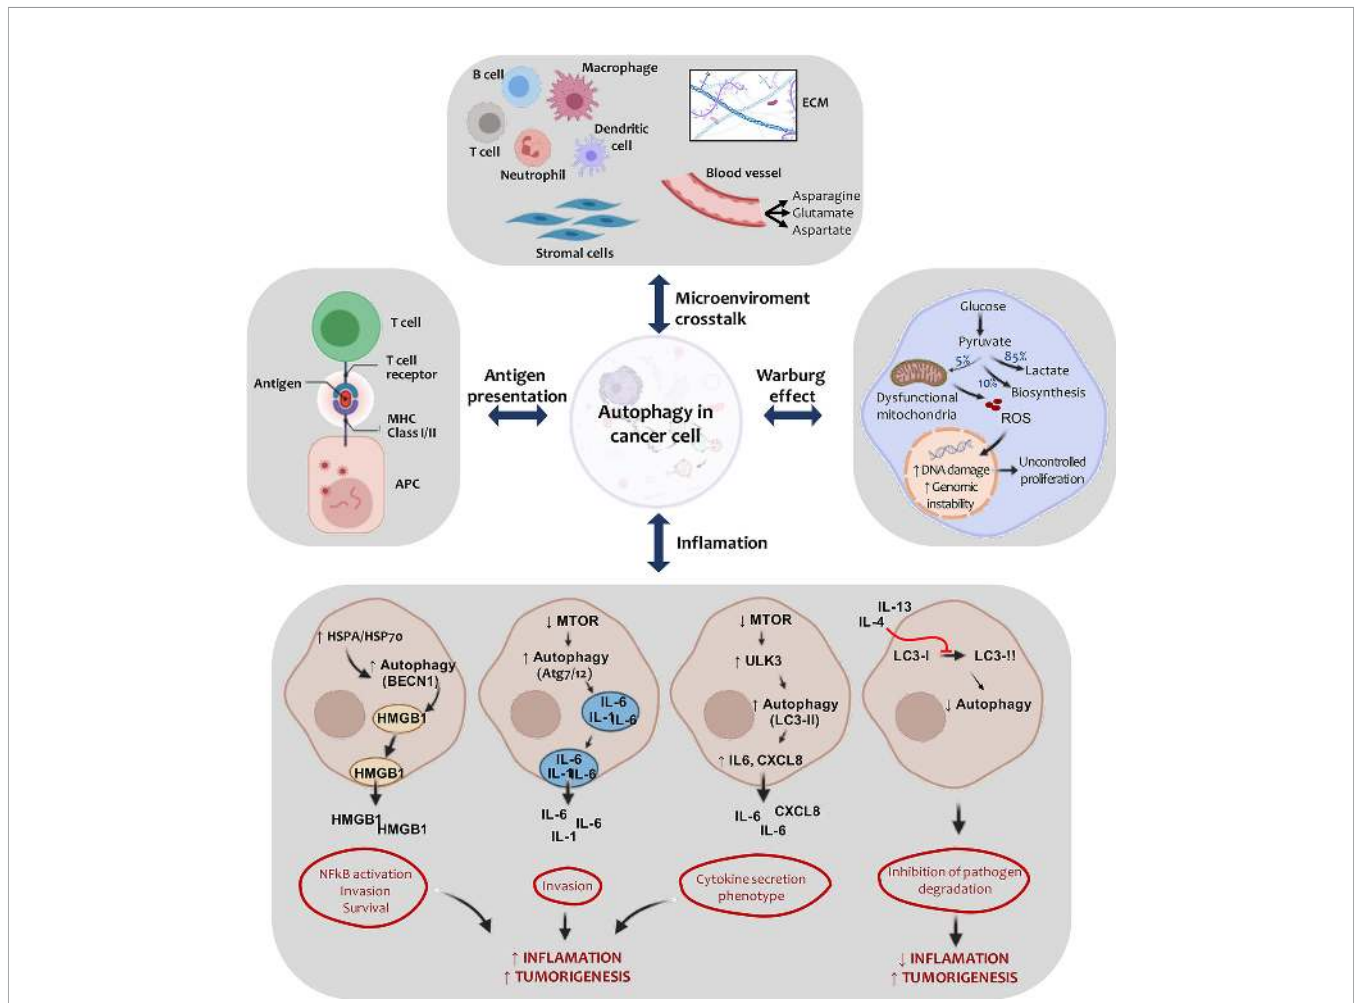 B cell
Macrophage
T cell
Neutrophil
Dendritic
cell
Stromal cells
ECM
Blood vessel
Asparagine
Glutamate
Aspartate
Microenviroment
crosstalk
T cell
T cell
receptor
Antigen
MHC
Class I/II
APC
Antigen
presentation
Autophagy in
cancer cell
Warburg
effect
Glucose
Pyruvate
5%
85%
Lactate
10%
Biosynthesis
Dysfunctional
mitochondria
ROS
↑DNA damage
↑ Genomic
instability
Uncontrolled
proliferation
Inflamation
↑ HSPA/HSP70
↑ Autophagy
(BECN1)
HMGB1
HMGB1
HMGB1
HMGB1
NFkB activation
Invasion
Survival
↓ MTOR
↑ Autophagy
(Atg7/12)
IL-6
IL-1 IL-6
IL-6
IL-1 IL-6
IL-6
IL-6
IL-1
Invasion
↓ MTOR
↑ ULK3
↑ Autophagy
(LC3-II)
↑ IL6, CXCL8
IL-6
CXCL8
IL-6
Cytokine secretion
phenotype
↑ INFLAMATION
↑ TUMORIGENESIS
IL-13
IL-4
LC3-I
LC3-!!
↓ Autophagy
Inhibition of pathogen
degradation
↓ INFLAMATION
↑ TUMORIGENESIS